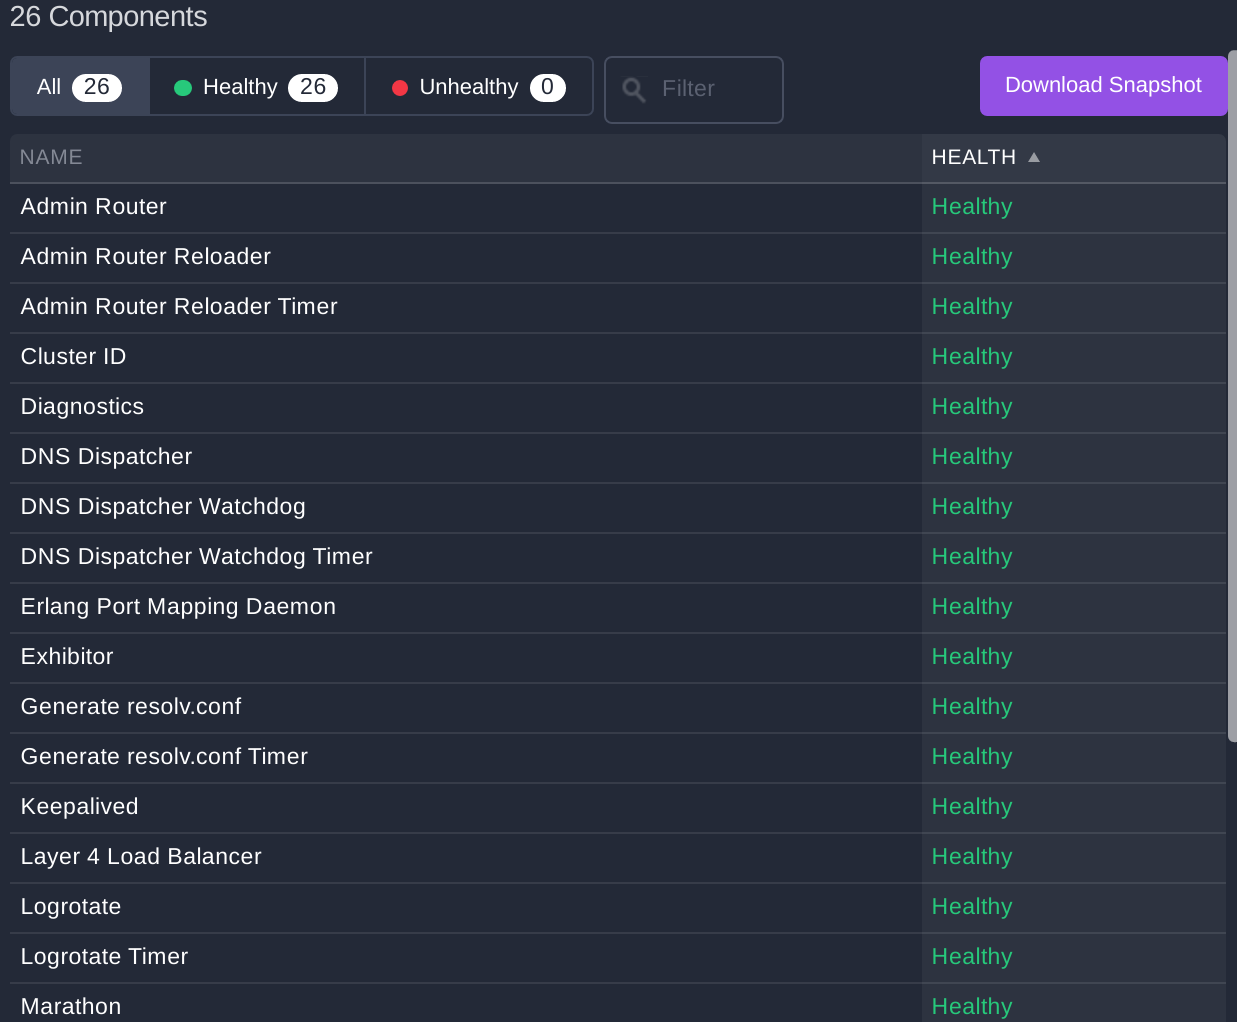 26 Components
All 26 Healthy 26 Unhealthy 0 Filter Download Snapshot
NAME HEALTH
Admin Router Healthy
Admin Router Reloader Healthy
Admin Router Reloader Timer Healthy
Cluster ID Healthy
Diagnostics Healthy
DNS Dispatcher Healthy
DNS Dispatcher Watchdog Healthy
DNS Dispatcher Watchdog Timer Healthy
Erlang Port Mapping Daemon Healthy
Exhibitor Healthy
Generate resolv.conf Healthy
Generate resolv.conf Timer Healthy
Keepalived Healthy
Layer 4 Load Balancer Healthy
Logrotate Healthy
Logrotate Timer Healthy
Marathon Healthy